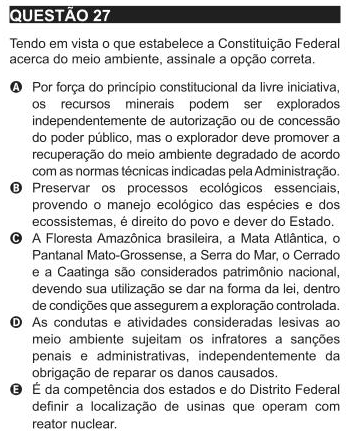 QUESTÃO 27
Tendo em vista o que estabelece a Constituição Federal
acerca do meio ambiente, assinale a opção correta.
A Por força do princípio constitucional da livre iniciativa,
os recursos minerais podem ser explorados
independentemente de autorização ou de concessão
do poder público, mas o explorador deve promover a
recuperação do meio ambiente degradado de acordo
com as normas técnicas indicadas pela Administração.
B Preservar os processos ecológicos essenciais,
provendo o manejo ecológico das espécies e dos
ecossistemas, é direito do povo e dever do Estado.
C A Floresta Amazônica brasileira, a Mata Atlântica, o
Pantanal Mato-Grossense, a Serra do Mar, o Cerrado
e a Caatinga são considerados patrimônio nacional,
devendo sua utilização se dar na forma da lei, dentro
de condições que assegurem a exploração controlada.
D As condutas e atividades consideradas lesivas ao
meio ambiente sujeitam os infratores a sanções
penais e administrativas, independentemente da
obrigação de reparar os danos causados.
E É da competência dos estados e do Distrito Federal
definir a localização de usinas que operam com
reator nuclear.